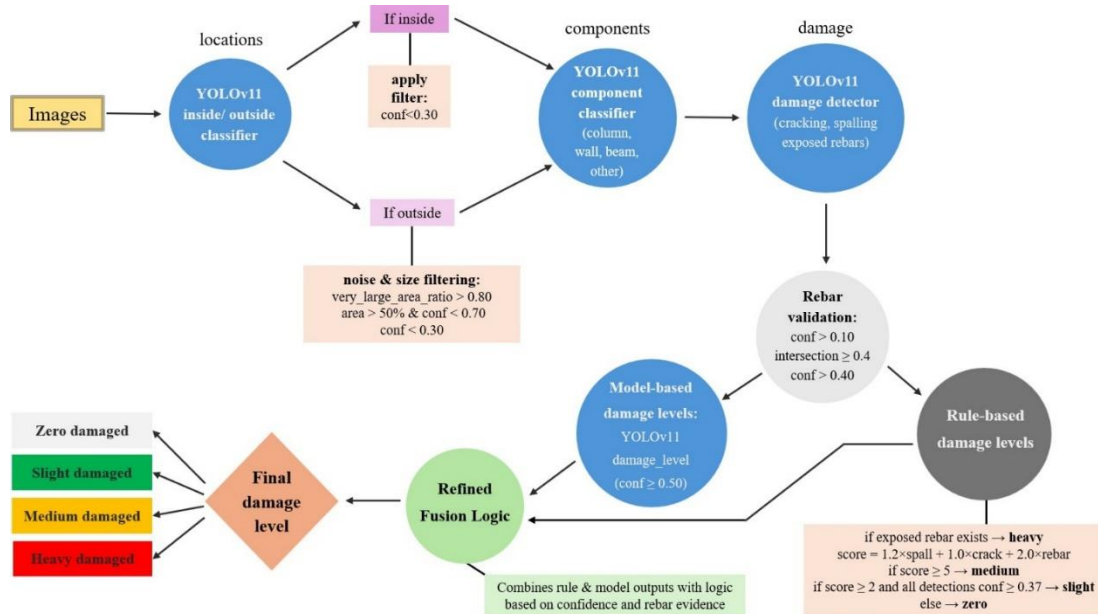 locations
If inside
components
damage
Images
YOLOv11
inside/ outside
classifier
apply
filter:
conf<0.30
YOLOv11
component
classifier
(column,
wall, beam,
other)
YOLOv11
damage detector
(cracking, spalling
exposed rebars)
If outside
noise & size filtering:
very_large_area_ratio > 0.80
area > 50% & conf < 0.70
conf < 0.30
Rebar
validation:
conf > 0.10
intersection ≥ 0.4
conf > 0.40
Model-based
damage levels:
YOLOv11
damage_level
(conf ≥ 0.50)
Rule-based
damage levels
if exposed rebar exists → heavy
score = 1.2×spall + 1.0×crack + 2.0×rebar
if score ≥ 5 → medium
if score ≥ 2 and all detections conf ≥ 0.37 → slight
else → zero
Refined
Fusion Logic
Combines rule & model outputs with logic
based on confidence and rebar evidence
Final
damage
level
Zero damaged
Slight damaged
Medium damaged
Heavy damaged